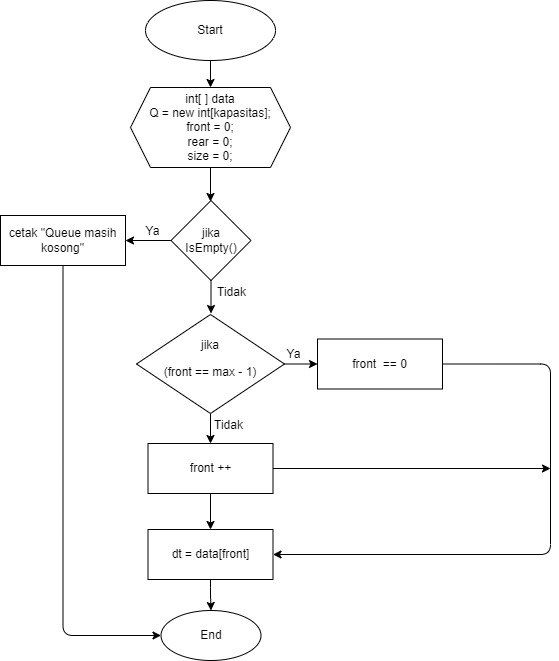 Start
int[ ] data
Q = new int[kapasitas];
front = 0;
rear = 0;
size = 0;
jika
IsEmpty()
Ya
cetak "Queue masih
kosong"
Tidak
jika
(front == max - 1)
Ya
front == 0
Tidak
front ++
dt = data[front]
End